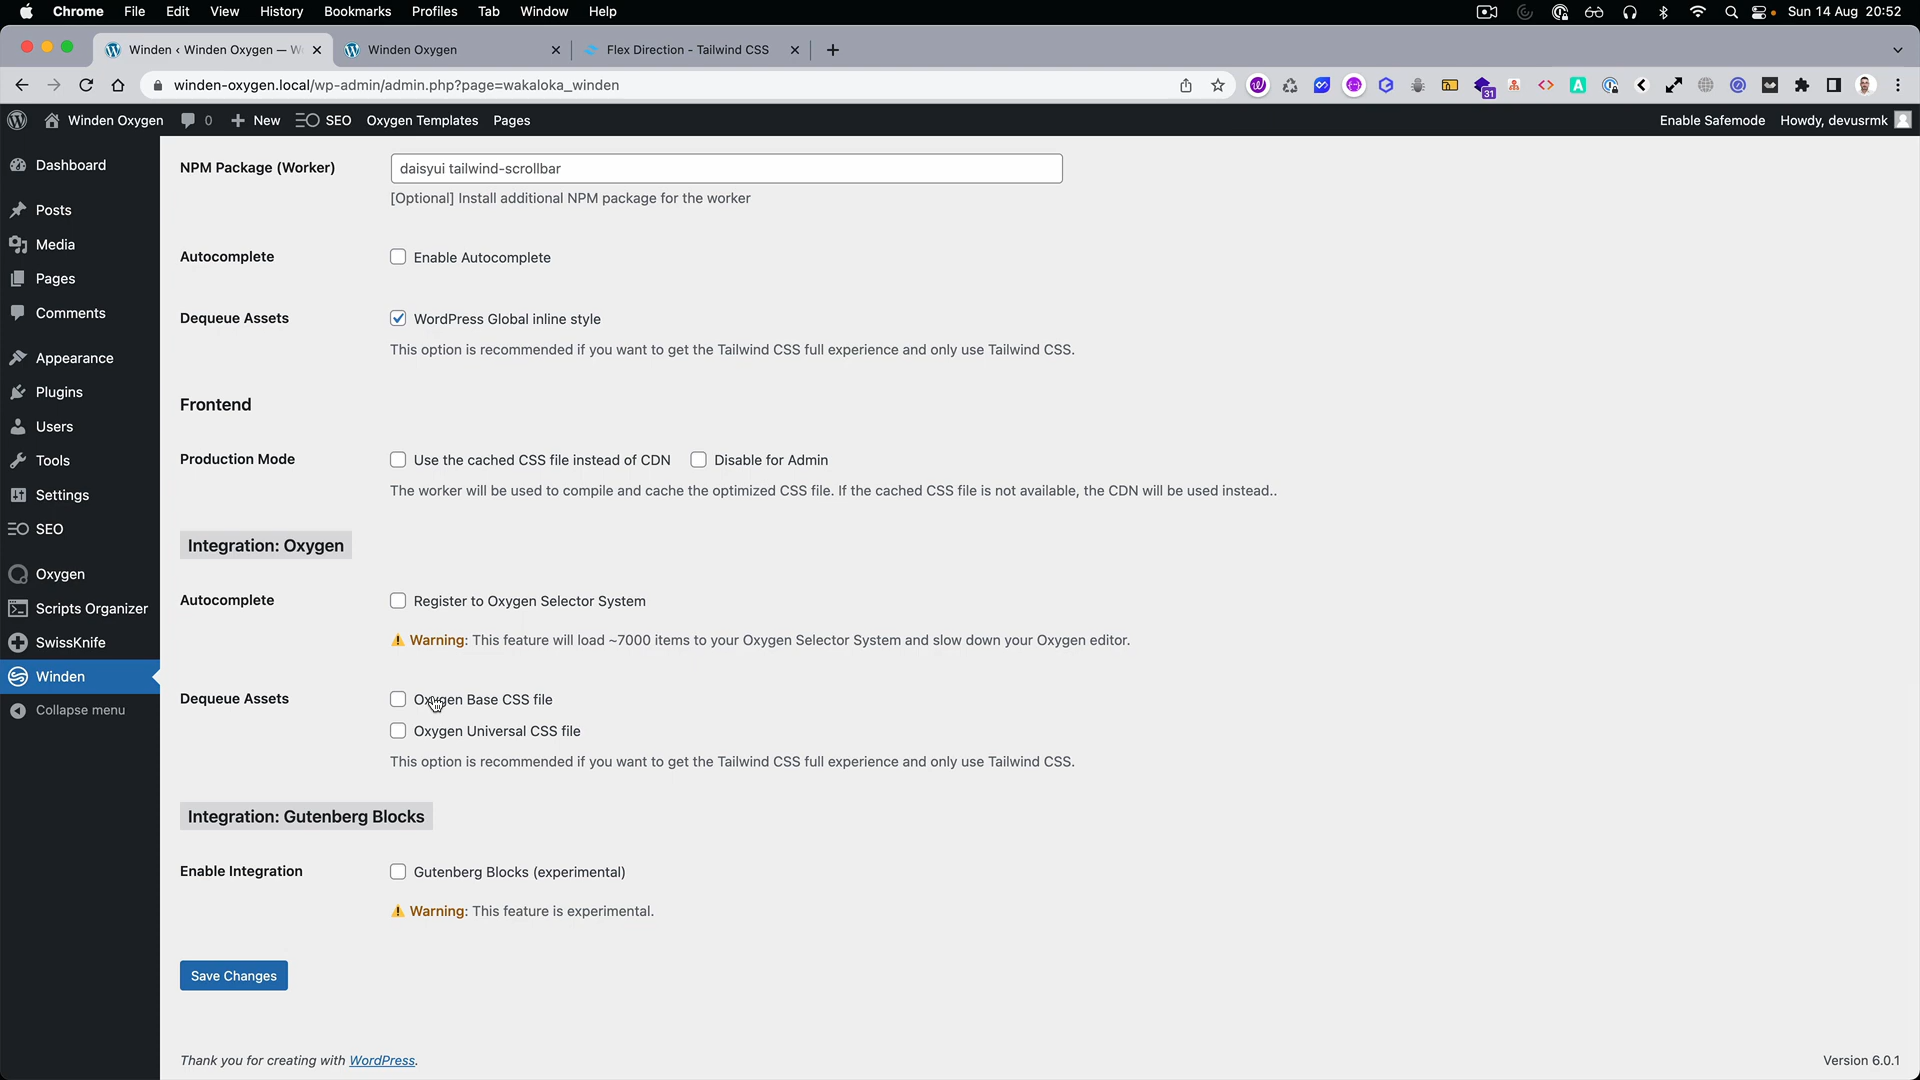 Chrome File Edit View History Bookmarks Profiles Tab Window Help Sun 14 Aug 20:52
Winden ‹ Winden Oxygen — W
Winden Oxygen
Flex Direction - Tailwind CSS
winden-oxygen.local/wp-admin/admin.php?page=wakaloka_winden
31
Winden Oxygen 0 New SEO Oxygen Templates Pages Enable Safemode Howdy, devusrmk
Dashboard
Posts
Media
Pages
Comments
Appearance
Plugins
Users
Tools
Settings
SEO
Oxygen
Scripts Organizer
SwissKnife
Winden
Collapse menu
NPM Package (Worker)
daisyui tailwind-scrollbar
[Optional] Install additional NPM package for the worker
Autocomplete
Enable Autocomplete
Dequeue Assets
WordPress Global inline style
This option is recommended if you want to get the Tailwind CSS full experience and only use Tailwind CSS.
Frontend
Production Mode
Use the cached CSS file instead of CDN Disable for Admin
The worker will be used to compile and cache the optimized CSS file. If the cached CSS file is not available, the CDN will be used instead..
Integration: Oxygen
Autocomplete
Register to Oxygen Selector System
Warning: This feature will load ~7000 items to your Oxygen Selector System and slow down your Oxygen editor.
Dequeue Assets
Oxygen Base CSS file
Oxygen Universal CSS file
This option is recommended if you want to get the Tailwind CSS full experience and only use Tailwind CSS.
Integration: Gutenberg Blocks
Enable Integration
Gutenberg Blocks (experimental)
Warning: This feature is experimental.
Save Changes
Thank you for creating with WordPress.
Version 6.0.1